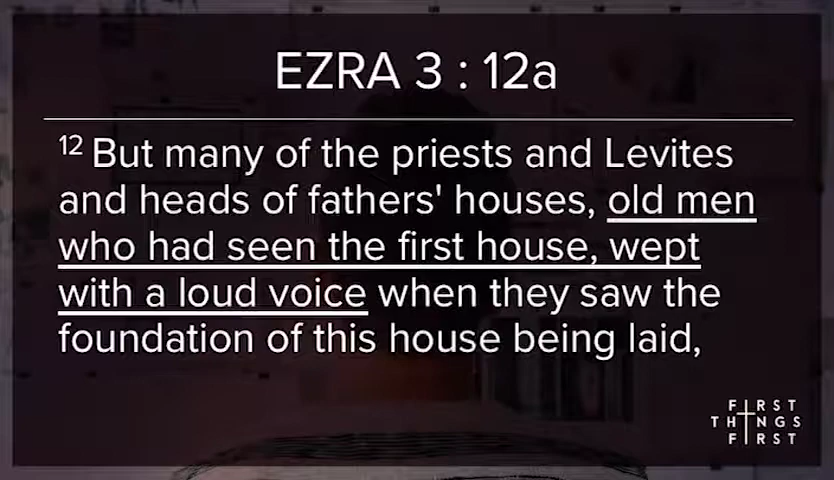 EZRA 3 : 12a
12 But many of the priests and Levites
and heads of fathers' houses, old men
who had seen the first house, wept
with a loud voice when they saw the
foundation of this house being laid,
FIRST
THINGS
FIRST